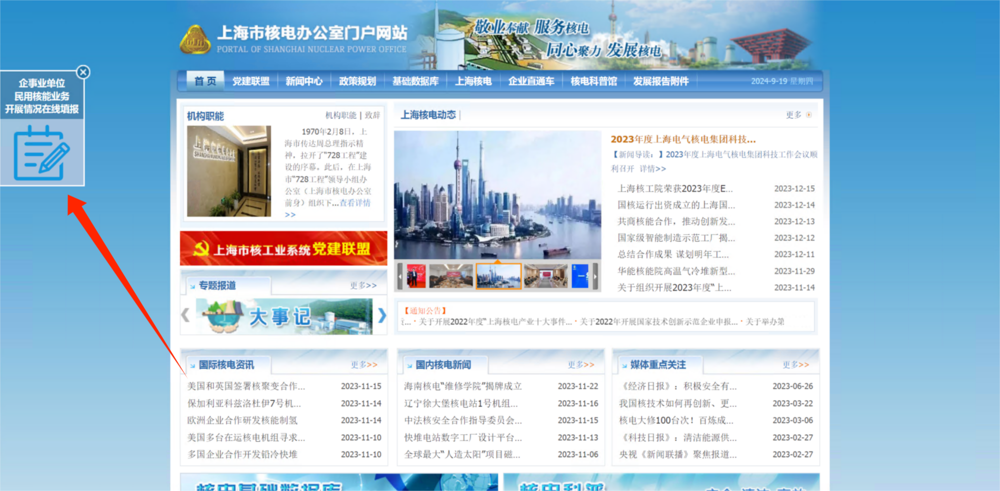 上海市核电办公室门户网站
PORTAL OF SHANGHAI NUCLEAR POWER OFFICE
敬业奉献 服务核电
同心聚力 发展核电
企事业单位
民用核能业务
开展情况在线填报
首 页 党建联盟 新闻中心 政策规划 基础数据库 上海核电 企业直通车 核电科普馆 发展报告附件 2024-9-19 星期四
机构职能 机构职能 | 致辞
1970年2月8日，上
海市传达周总理指示精
神，拉开了“728工程”建
设的序幕。此后，在上海
市“728工程”领导小组办
公室（上海市核电办公室
前身）组织下...查看详情
>>
上海市核工业系统党建联盟
专题报道 更多>>
大事记
上海核电动态 更多
2023年度上海电气核电集团科技...
【新闻导读：】2023年度上海电气核电集团科技工作会议顺
利召开 详情>>
上海核工院荣获2023年度E... 2023-12-15
国核运行出资成立的上海国... 2023-12-14
共商核能合作，推动创新发... 2023-12-13
国家级智能制造示范工厂揭... 2023-12-12
总结合作成果 谋划明年工... 2023-12-11
华能核能院高温气冷堆新型... 2023-11-29
关于组织开展2023年度“上... 2023-11-14
【通知公告】
...· 关于开展2022年度“上海核电产业十大事件...· 关于2022年开展国家技术创新示范企业申报...· 关于举办第
国际核电资讯 更多>>
美国和英国签署核聚变合作... 2023-11-15
保加利亚科兹洛杜伊7号机... 2023-11-14
欧洲企业合作研发核能制氢 2023-11-14
美国多台在运核电机组寻求... 2023-11-10
多国企业合作开发铅冷快堆 2023-11-10
国内核电新闻 更多>>
海南核电“维修学院”揭牌成立 2023-11-22
辽宁徐大堡核电站1号机组... 2023-11-16
中法核安全合作指导委员会... 2023-11-15
快堆电站数字工厂设计平台... 2023-11-13
全球最大“人造太阳”项目磁... 2023-11-06
媒体重点关注 更多>>
《经济日报》：积极安全有... 2023-06-26
我国核技术如何再创新、更... 2023-03-22
核电大修100台次！百炼成... 2023-03-06
《科技日报》：清洁能源供... 2023-02-27
央视《新闻联播》聚焦报道... 2023-02-27
核电基础数据库